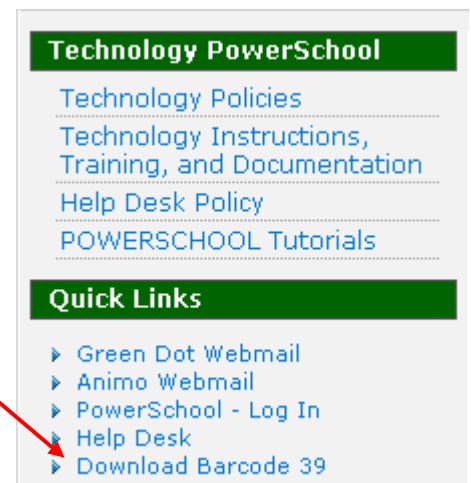 Technology PowerSchool
Technology Policies
Technology Instructions,
Training, and Documentation
Help Desk Policy
POWERSCHOOL Tutorials
Quick Links
Green Dot Webmail
Animo Webmail
PowerSchool - Log In
Help Desk
Download Barcode 39